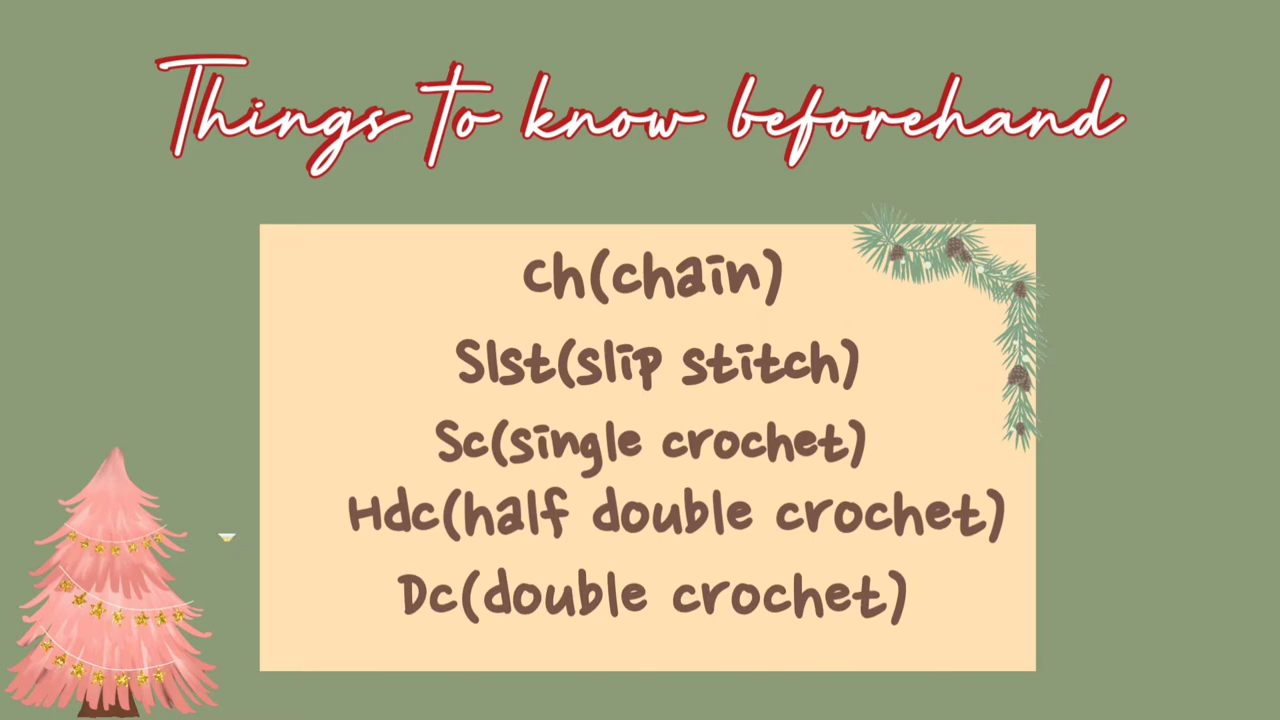 Things to know beforehand
Ch(chain)
Slst(slip stitch)
Sc(single crochet)
Hdc(half double crochet)
Dc(double crochet)